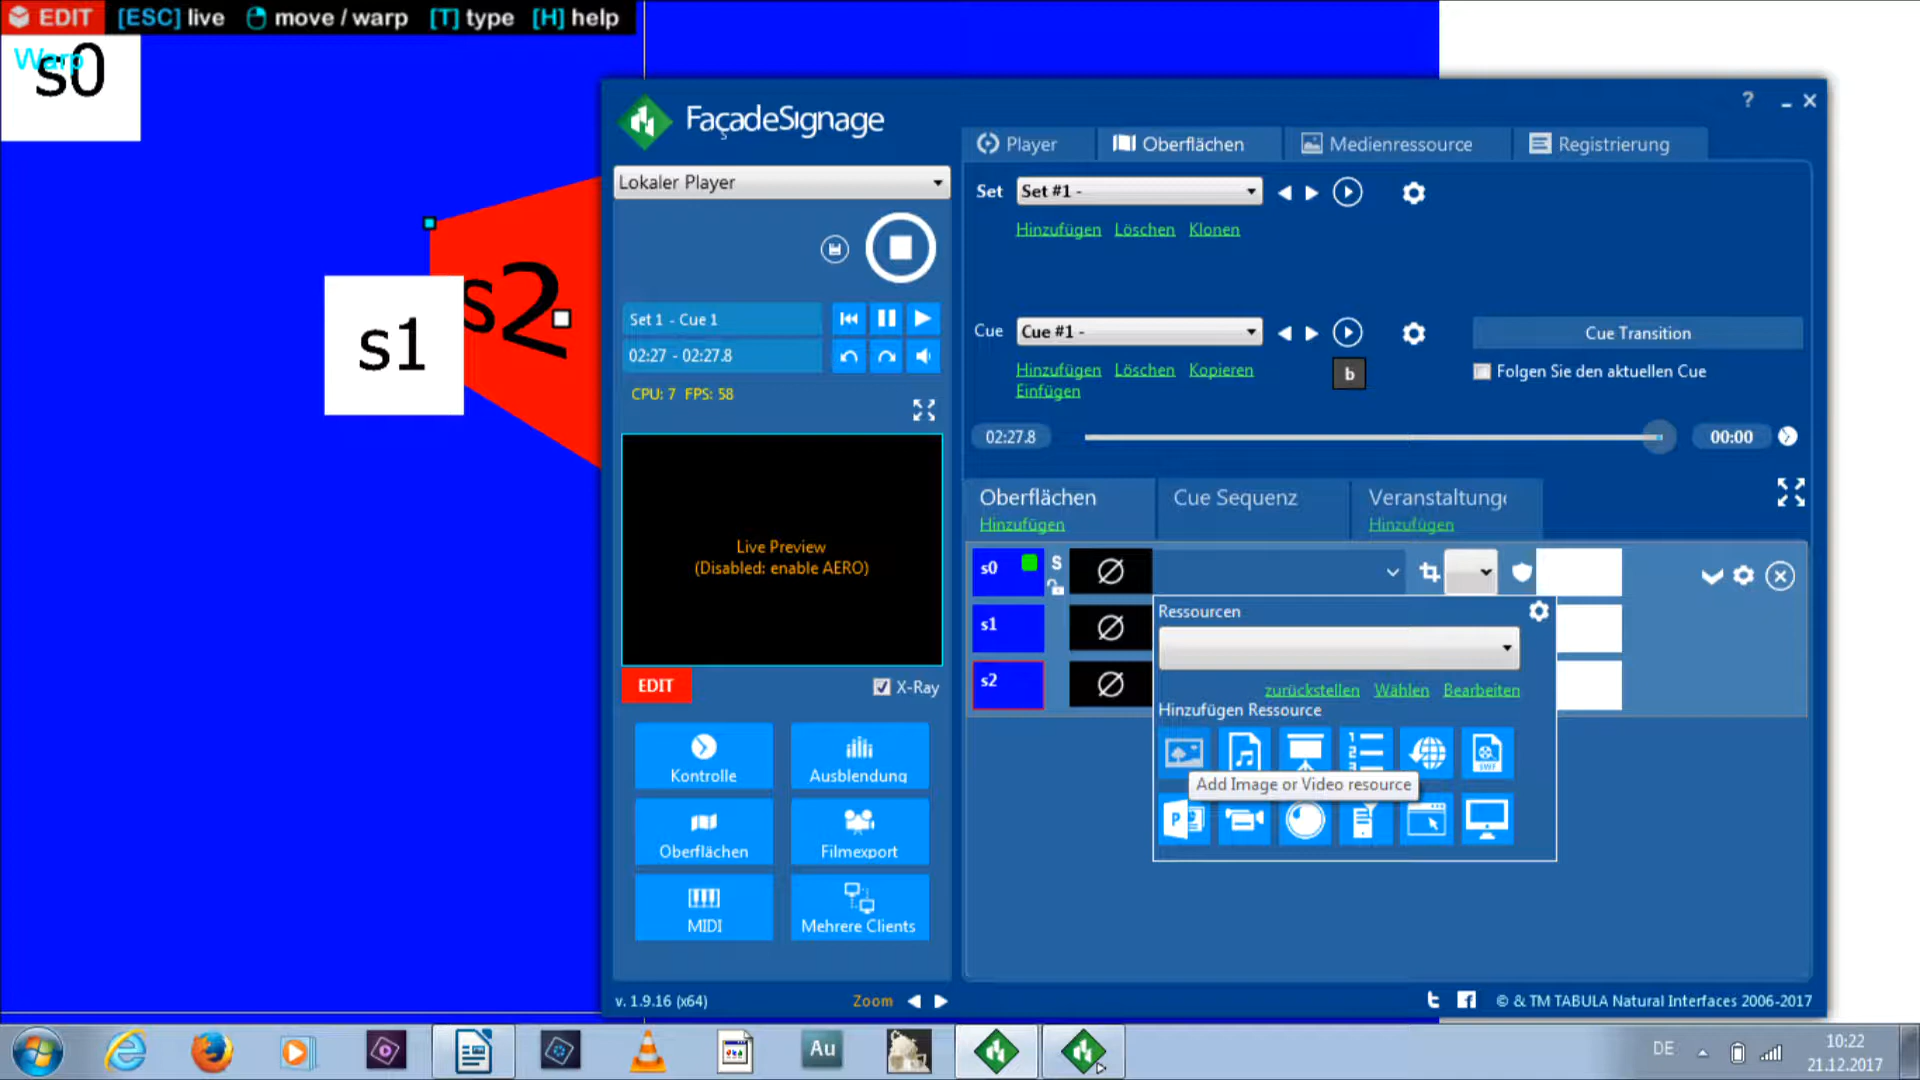 EDIT [ESC] live move / warp [T] type [H] help
Warp
s0
s1
s2
FaçadeSignage
?
Player
Oberflächen
Medienressource
Registrierung
Lokaler Player
Set
Set #1 -
Hinzufügen Löschen Klonen
Set 1 - Cue 1
02:27 - 02:27.8
CPU: 7 FPS: 58
Cue
Cue #1 -
Cue Transition
Hinzufügen Löschen Kopieren
Einfügen
b
Folgen Sie den aktuellen Cue
02:27.8
00:00
Oberflächen
Hinzufügen
Cue Sequenz
Veranstaltunge
Hinzufügen
Live Preview
(Disabled: enable AERO)
s0
S
s1
s2
Ressourcen
zurückstellen Wählen Bearbeiten
Hinzufügen Ressource
1
2
SWF
Add Image or Video resource
P
EDIT
X-Ray
Kontrolle
Ausblendung
Oberflächen
Filmexport
MIDI
Mehrere Clients
v. 1.9.16 (x64)
Zoom
© & TM TABULA Natural Interfaces 2006-2017
Au
DE
10:22
21.12.2017